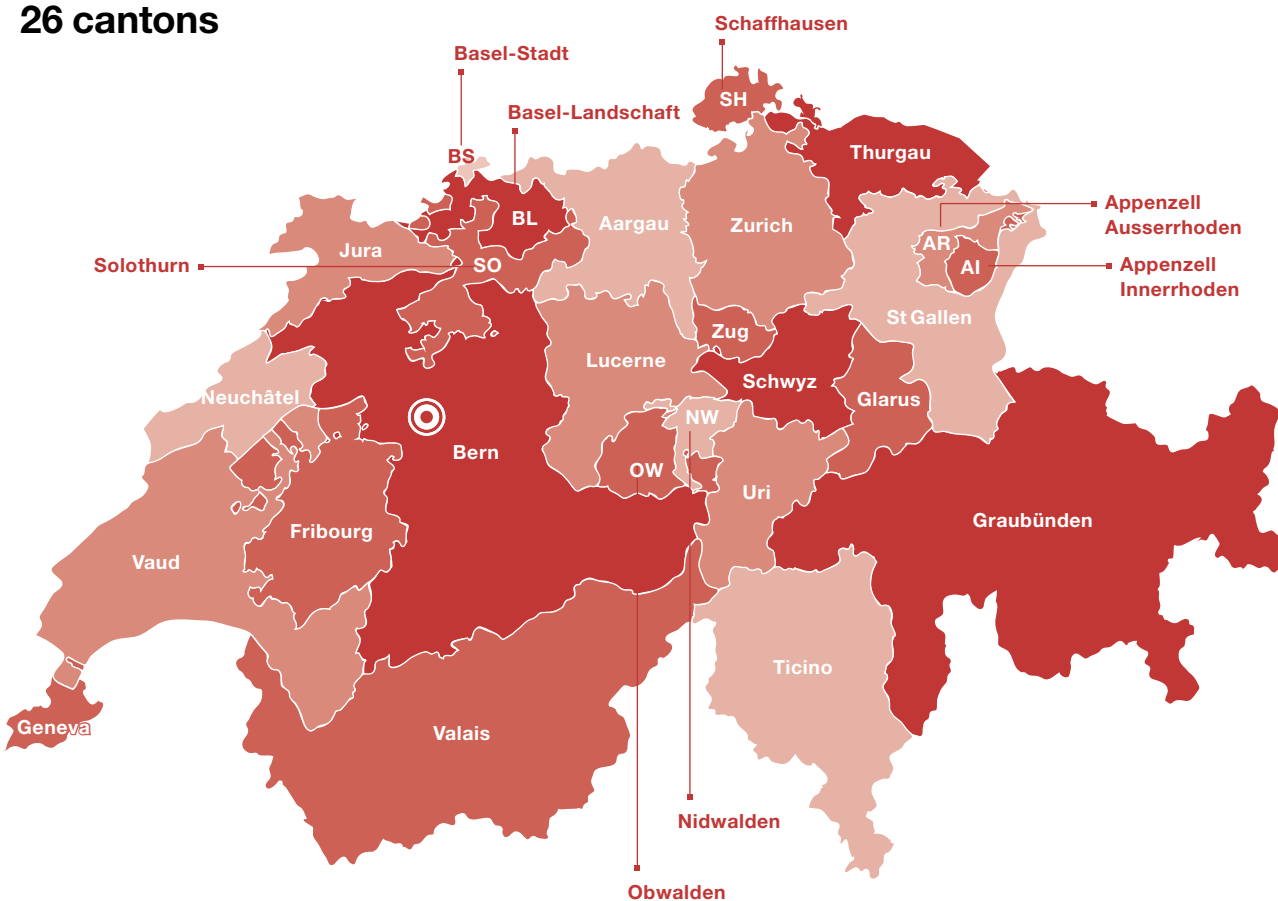 26 cantons
Schaffhausen
Basel-Stadt
Basel-Landschaft
SH
BS
Thurgau
Appenzell
Ausserrhoden
BL
Aargau
Zurich
Jura
AR
Solothurn
SO
AI
Appenzell
Innerrhoden
St Gallen
Zug
Lucerne
Schwyz
Neuchâtel
Glarus
NW
Bern
OW
Uri
Graubünden
Fribourg
Vaud
Ticino
Geneva
Valais
Nidwalden
Obwalden